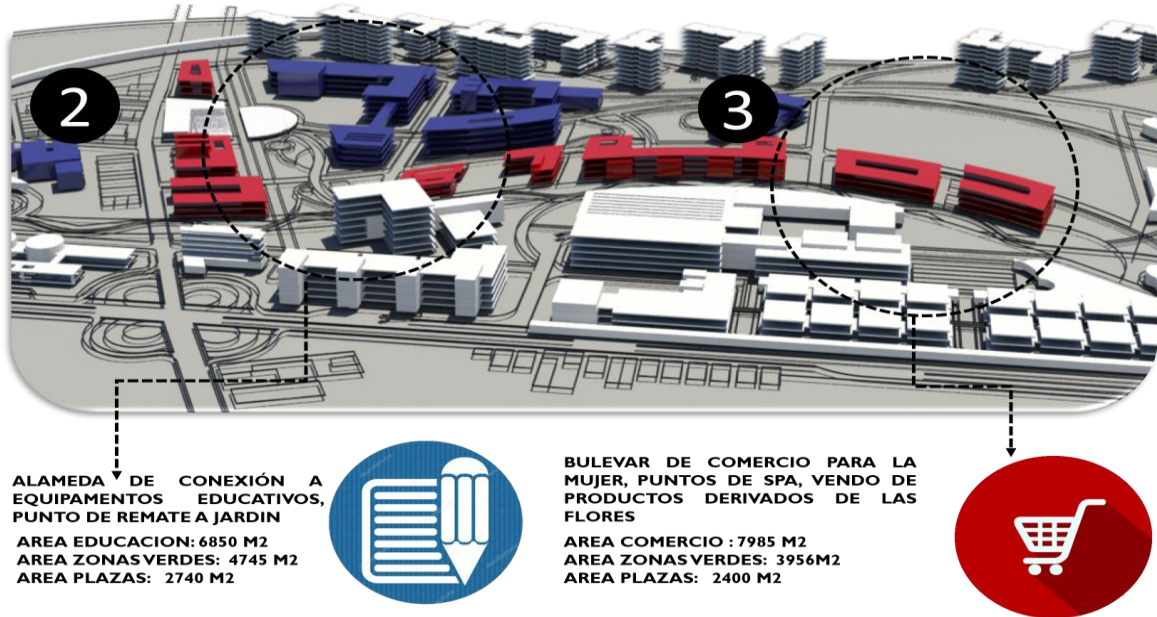 2
3
ALAMEDA DE CONEXIÓN A
EQUIPAMENTOS EDUCATIVOS,
PUNTO DE REMATE A JARDIN
AREA EDUCACION: 6850 M2
AREA ZONAS VERDES: 4745 M2
AREA PLAZAS: 2740 M2
BULEVAR DE COMERCIO PARA LA
MUJER, PUNTOS DE SPA, VENDO DE
PRODUCTOS DERIVADOS DE LAS
FLORES
AREA COMERCIO : 7985 M2
AREA ZONAS VERDES: 3956M2
AREA PLAZAS: 2400 M2